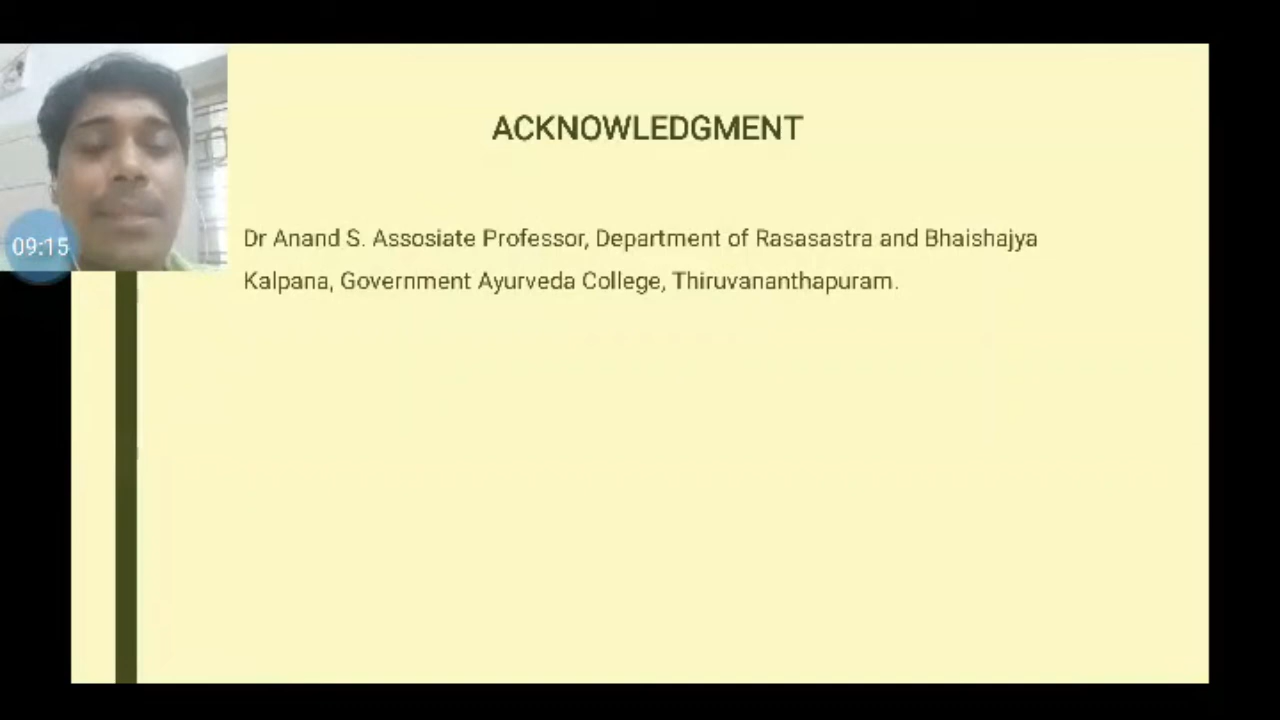 ACKNOWLEDGMENT
09:15
Dr Anand S. Assosiate Professor, Department of Rasasastra and Bhaishajya
Kalpana, Government Ayurveda College, Thiruvananthapuram.